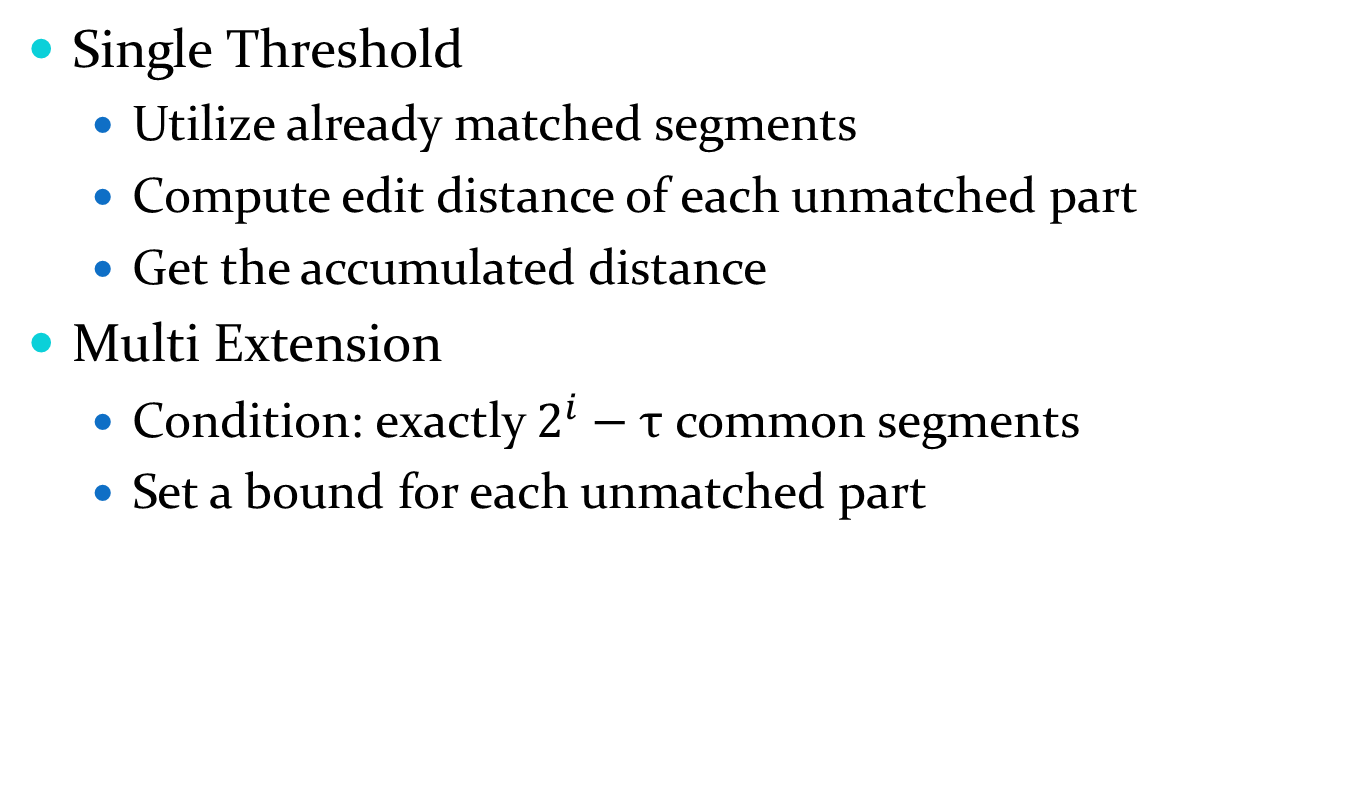 • Single Threshold
• Utilize already matched segments
• Compute edit distance of each unmatched part
• Get the accumulated distance
• Multi Extension
• Condition: exactly 2^i − τ common segments
• Set a bound for each unmatched part